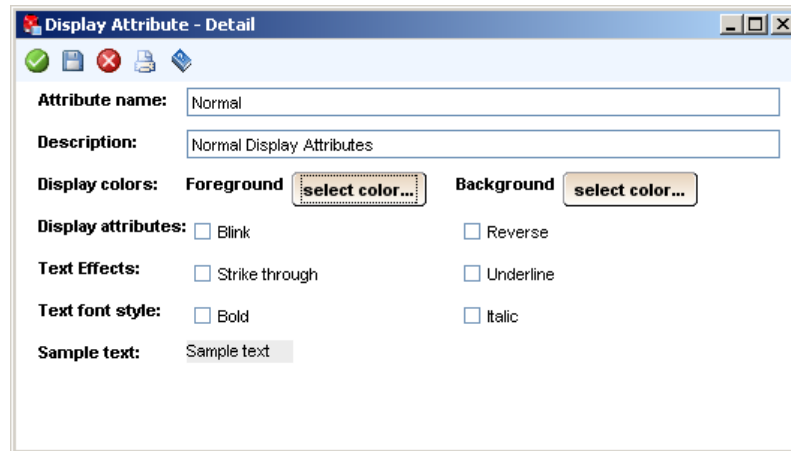 Display Attribute - Detail
Attribute name: Normal
Description: Normal Display Attributes
Display colors: Foreground select color... Background select color...
Display attributes: Blink Reverse
Text Effects: Strike through Underline
Text font style: Bold Italic
Sample text: Sample text